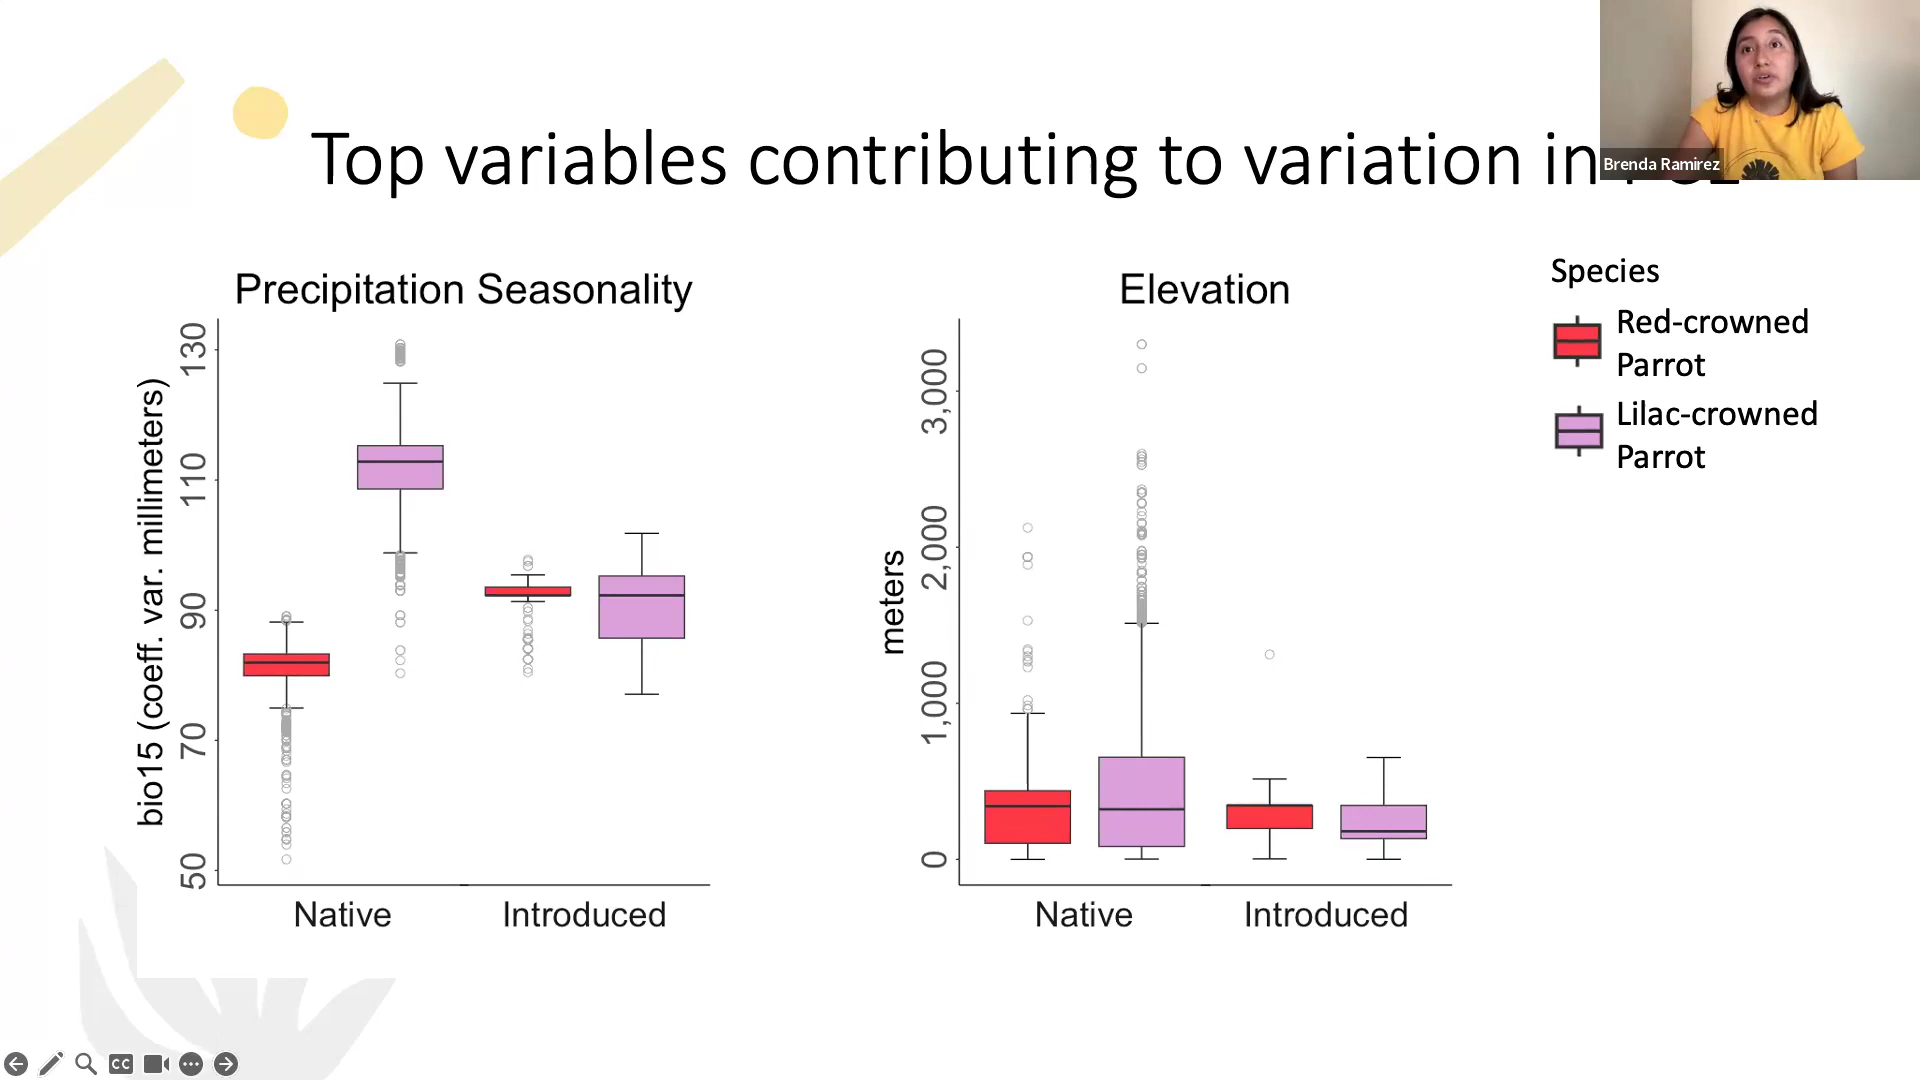 Top variables contributing to variation in
Brenda Ramirez
Precipitation Seasonality
Elevation
Species
Red-crowned
Parrot
Lilac-crowned
Parrot
bio15 (coeff. var. millimeters)
130
110
90
70
50
Native
Introduced
meters
3,000
2,000
1,000
0
Native
Introduced
CC